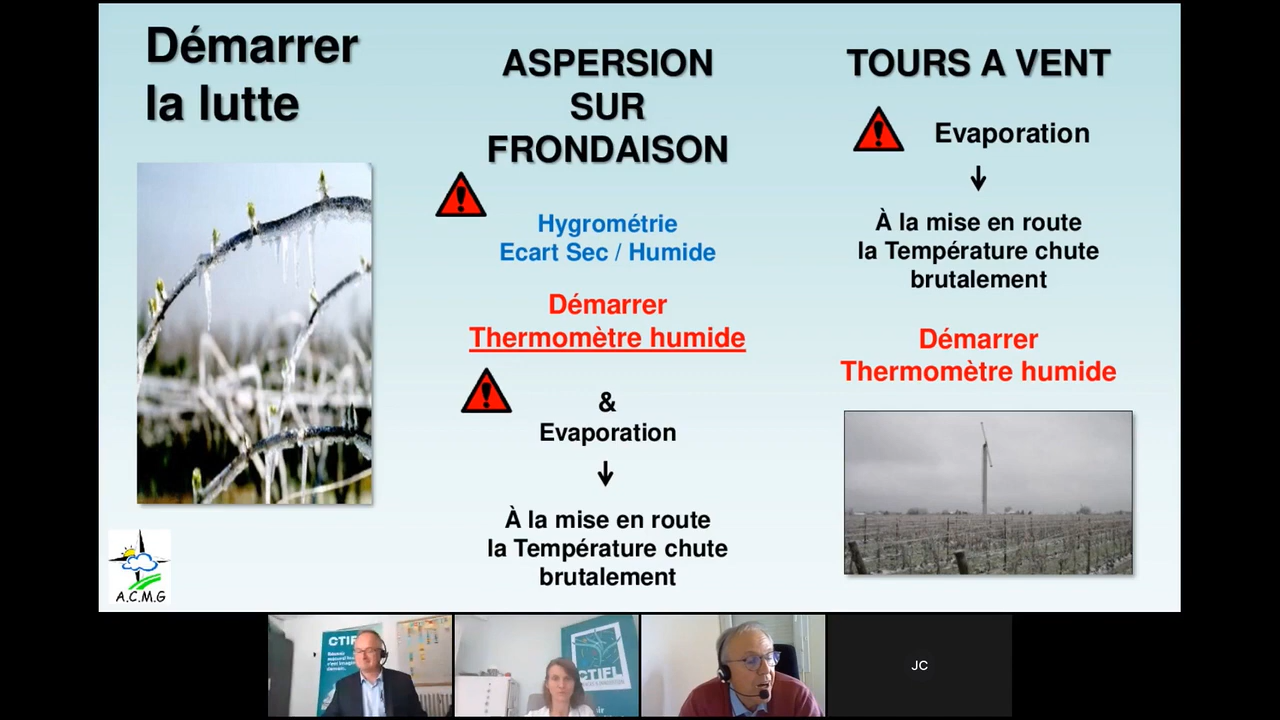 Démarrer
la lutte
ASPERSION
SUR
FRONDAISON
Hygrométrie
Ecart Sec / Humide
Démarrer
Thermomètre humide
&
Evaporation
À la mise en route
la Température chute
brutalement
TOURS A VENT
Evaporation
À la mise en route
la Température chute
brutalement
Démarrer
Thermomètre humide
A.C.M.G
CTIFL
JC